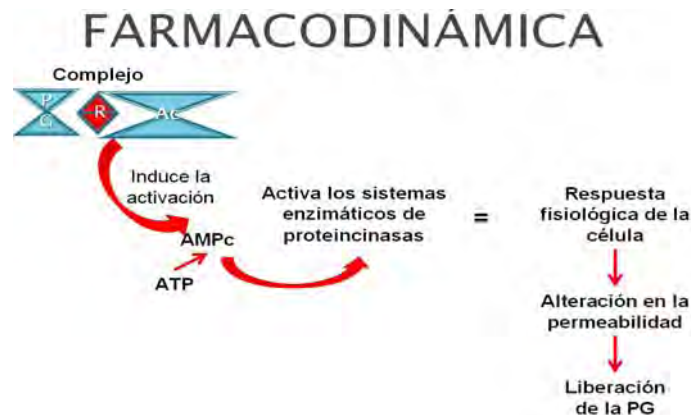 FARMACODINÁMICA
Complejo
P
G
R
Ac
Induce la
activación
AMPc
ATP
Activa los sistemas
enzimáticos de
proteincinasas
=
Respuesta
fisiológica de la
célula
Alteración en la
permeabilidad
Liberación
de la PG